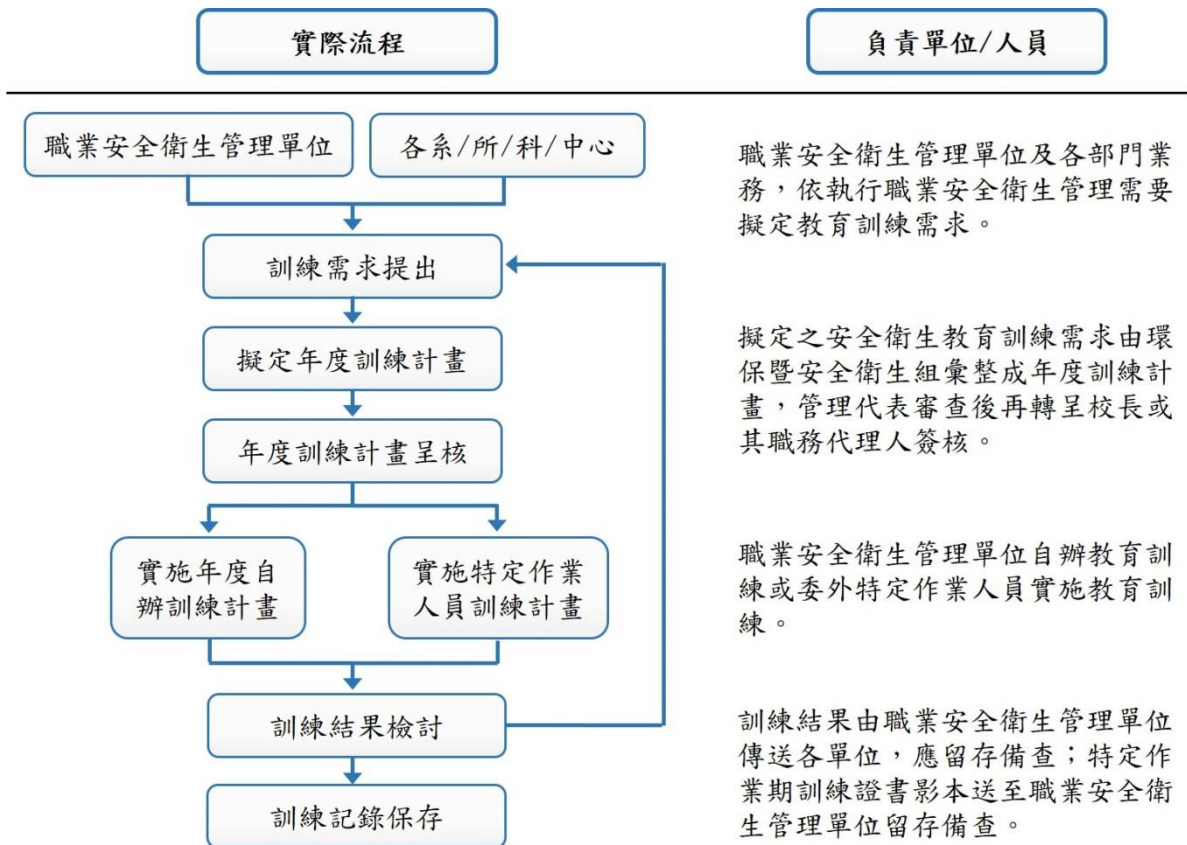 實際流程
負責單位/人員
職業安全衛生管理單位
各系/所/科/中心
職業安全衛生管理單位及各部門業
務，依執行職業安全衛生管理需要
擬定教育訓練需求。
訓練需求提出
擬定年度訓練計畫
年度訓練計畫呈核
擬定之安全衛生教育訓練需求由環
保暨安全衛生組彙整成年度訓練計
畫，管理代表審查後再轉呈校長或
其職務代理人簽核。
實施年度自
辦訓練計畫
實施特定作業
人員訓練計畫
職業安全衛生管理單位自辦教育訓
練或委外特定作業人員實施教育訓
練。
訓練結果檢討
訓練記錄保存
訓練結果由職業安全衛生管理單位
傳送各單位，應留存備查；特定作
業期訓練證書影本送至職業安全衛
生管理單位留存備查。